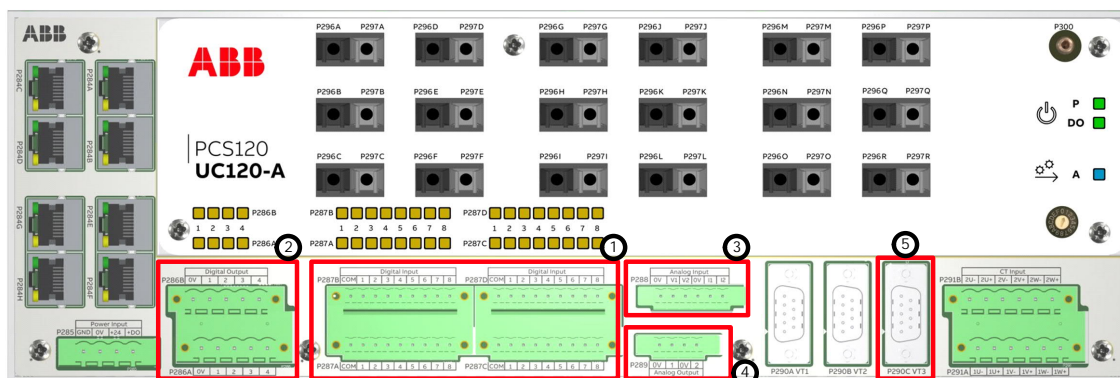 ABB
P284C
P284A
P284D
P284B
P284G
P284E
P284H
P284F
ABB
PCS120
UC120-A
P296A P297A P296D P297D P296G P297G P296J P297J P296M P297M P296P P297P
P300
P296B P297B P296E P297E P296H P297H P296K P297K P296N P297N P296Q P297Q
P296C P297C P296F P297F P296I P297I P296L P297L P296O P297O P296R P297R
P
DO
A
P286B P287B P287D
1 2 3 4 1 2 3 4 5 6 7 8 1 2 3 4 5 6 7 8
P286A P287A P287C
2 1 3 5
Power Input
P285 GND 0V +24 +DO
Digital Output
P286B 0V 1 2 3 4
P286A 0V 1 2 3 4
Digital Input
P287B COM 1 2 3 4 5 6 7 8
P287A COM 1 2 3 4 5 6 7 8
Digital Input
P287D COM 1 2 3 4 5 6 7 8
P287C COM 1 2 3 4 5 6 7 8
Analog Input
P288 0V V1 V2 0V I1 I2
P289 0V 1 0V 2
Analog Output
4
P290A VT1 P290B VT2 P290C VT3
CT Input
P291B 2U- 2U+ 2V- 2V+ 2W- 2W+
P291A 1U- 1U+ 1V- 1V+ 1W- 1W+